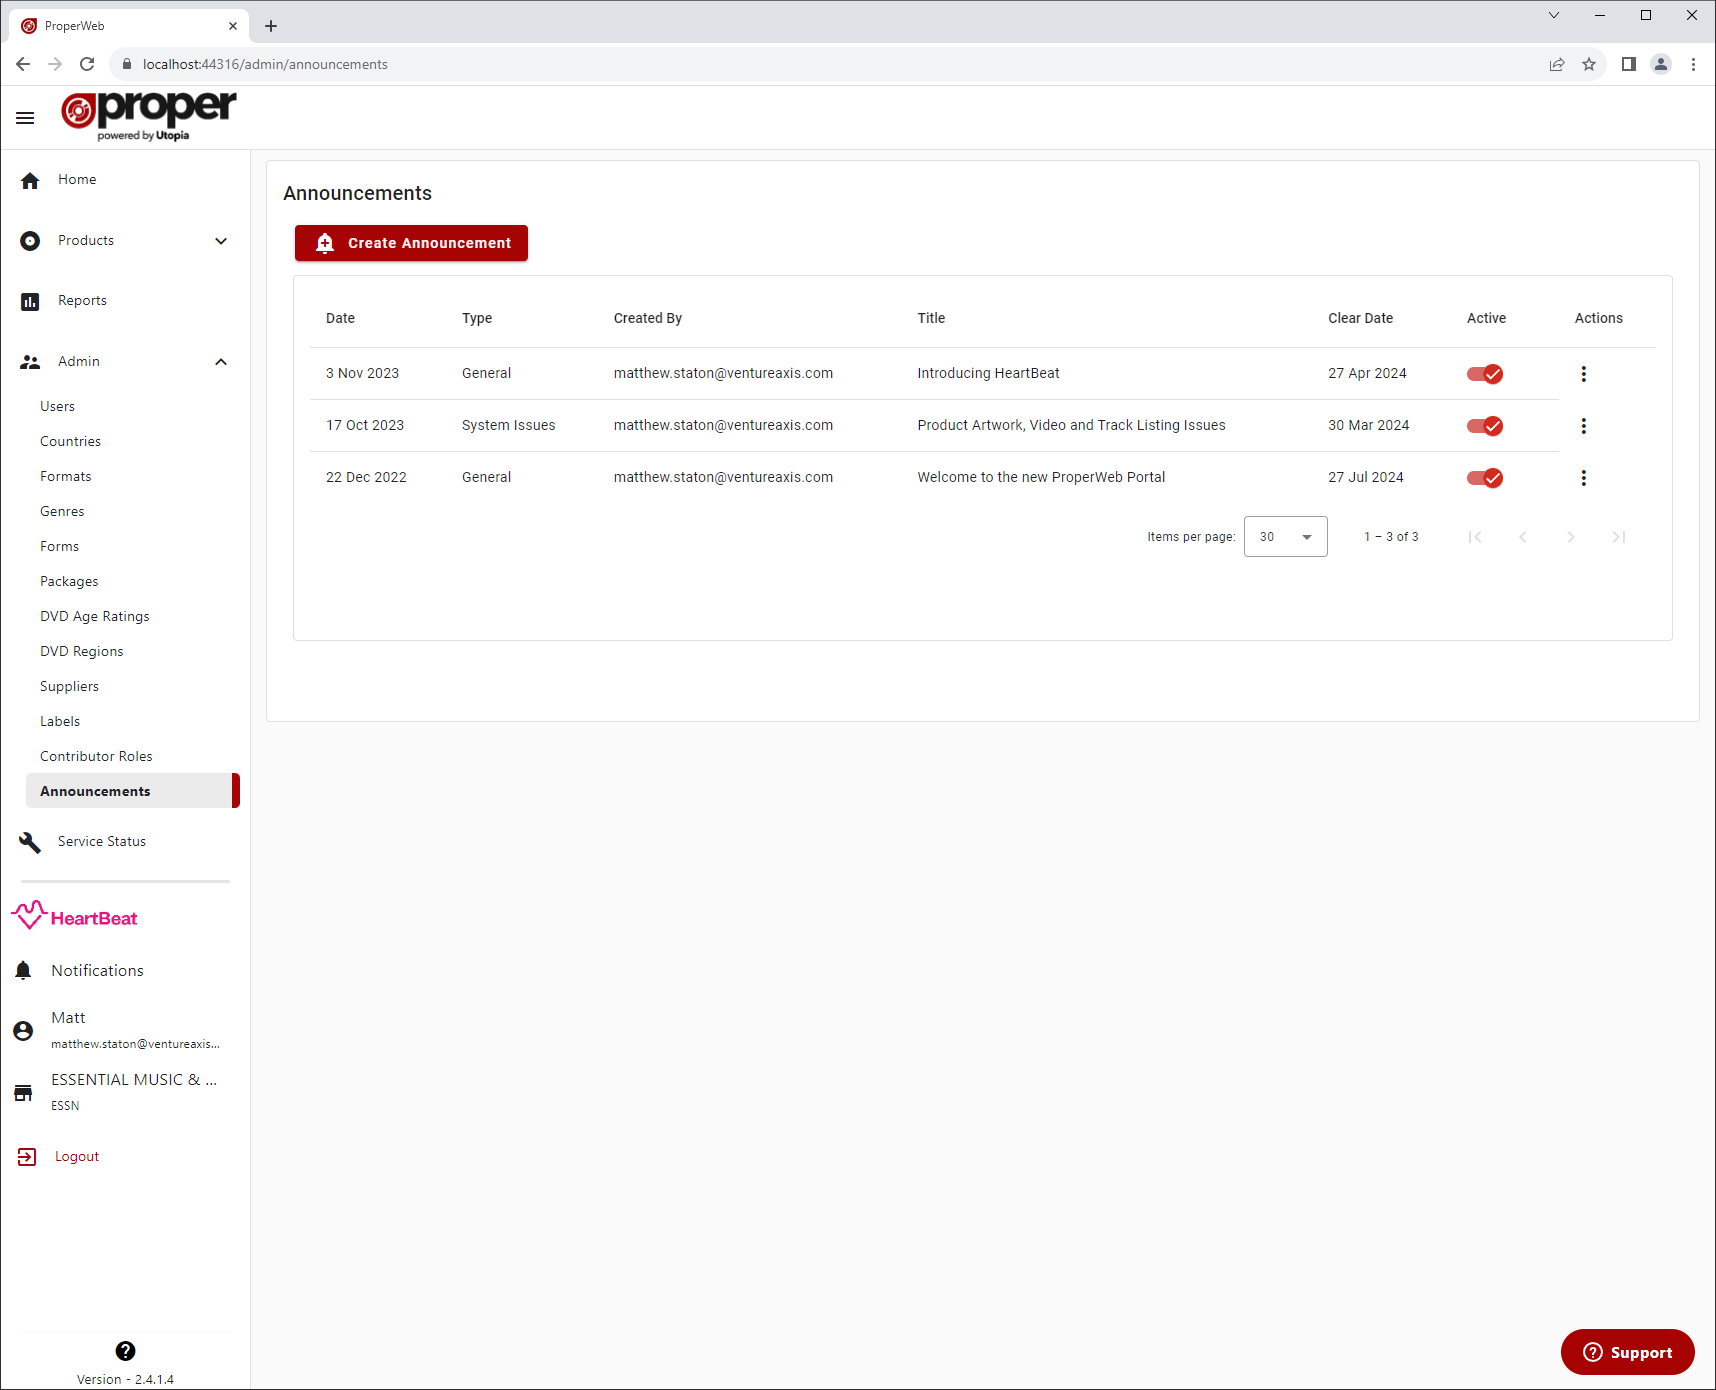 ProperWeb
localhost:44316/admin/announcements
proper
powered by Utopia
Home
Products
Reports
Admin
Users
Countries
Formats
Genres
Forms
Packages
DVD Age Ratings
DVD Regions
Suppliers
Labels
Contributor Roles
Announcements
Service Status
HeartBeat
Notifications
Matt
matthew.staton@ventureaxis...
ESSENTIAL MUSIC & ...
ESSN
Logout
Version - 2.4.1.4
Announcements
Create Announcement
Date Type Created By Title Clear Date Active Actions
3 Nov 2023 General matthew.staton@ventureaxis.com Introducing HeartBeat 27 Apr 2024
17 Oct 2023 System Issues matthew.staton@ventureaxis.com Product Artwork, Video and Track Listing Issues 30 Mar 2024
22 Dec 2022 General matthew.staton@ventureaxis.com Welcome to the new ProperWeb Portal 27 Jul 2024
Items per page: 30 1 – 3 of 3
Support